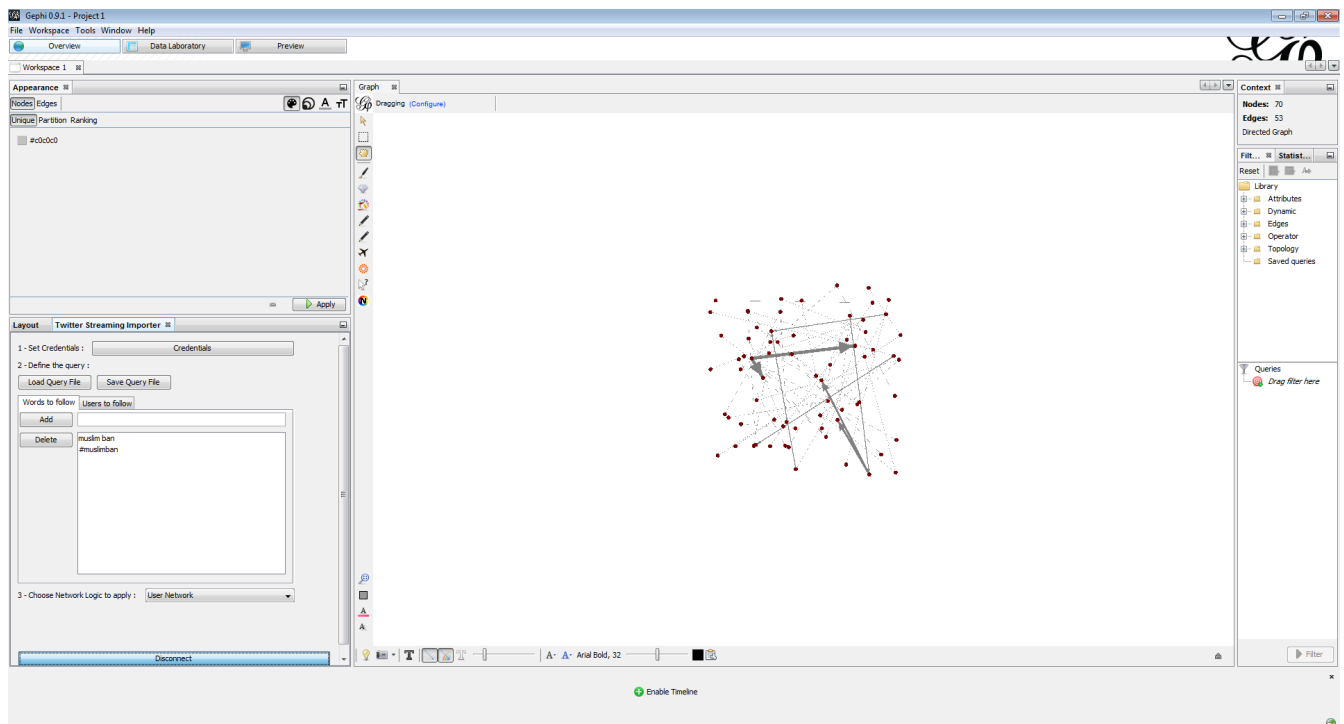 Gephi 0.9.1 - Project 1
File Workspace Tools Window Help
Overview Data Laboratory Preview
Workspace 1
Appearance
Nodes Edges
Unique Partition Ranking
#c0c0c0
Apply
Layout Twitter Streaming Importer
1 - Set Credentials : Credentials
2 - Define the query :
Load Query File Save Query File
Words to follow Users to follow
Add
Delete
muslim ban
#muslimban
3 - Choose Network Logic to apply : User Network
Disconnect
Graph
Dragging (Configure)
T A- A- Arial Bold, 32
Enable Timeline
Context
Nodes: 70
Edges: 53
Directed Graph
Filt... Statist...
Reset
Library
Attributes
Dynamic
Edges
Operator
Topology
Saved queries
Queries
Drag filter here
Filter